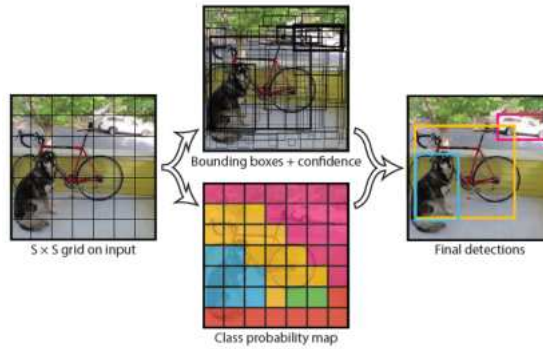 Bounding boxes + confidence
S × S grid on input
Final detections
Class probability map